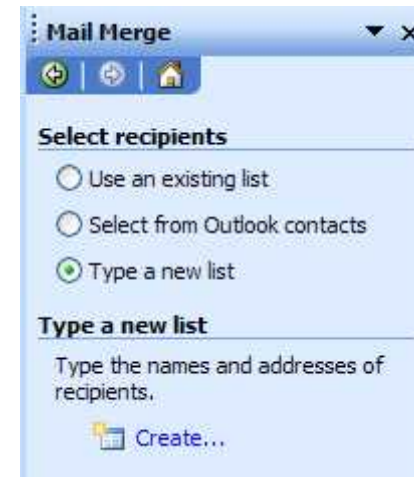 Mail Merge
Select recipients
Use an existing list
Select from Outlook contacts
Type a new list
Type a new list
Type the names and addresses of
recipients.
Create...